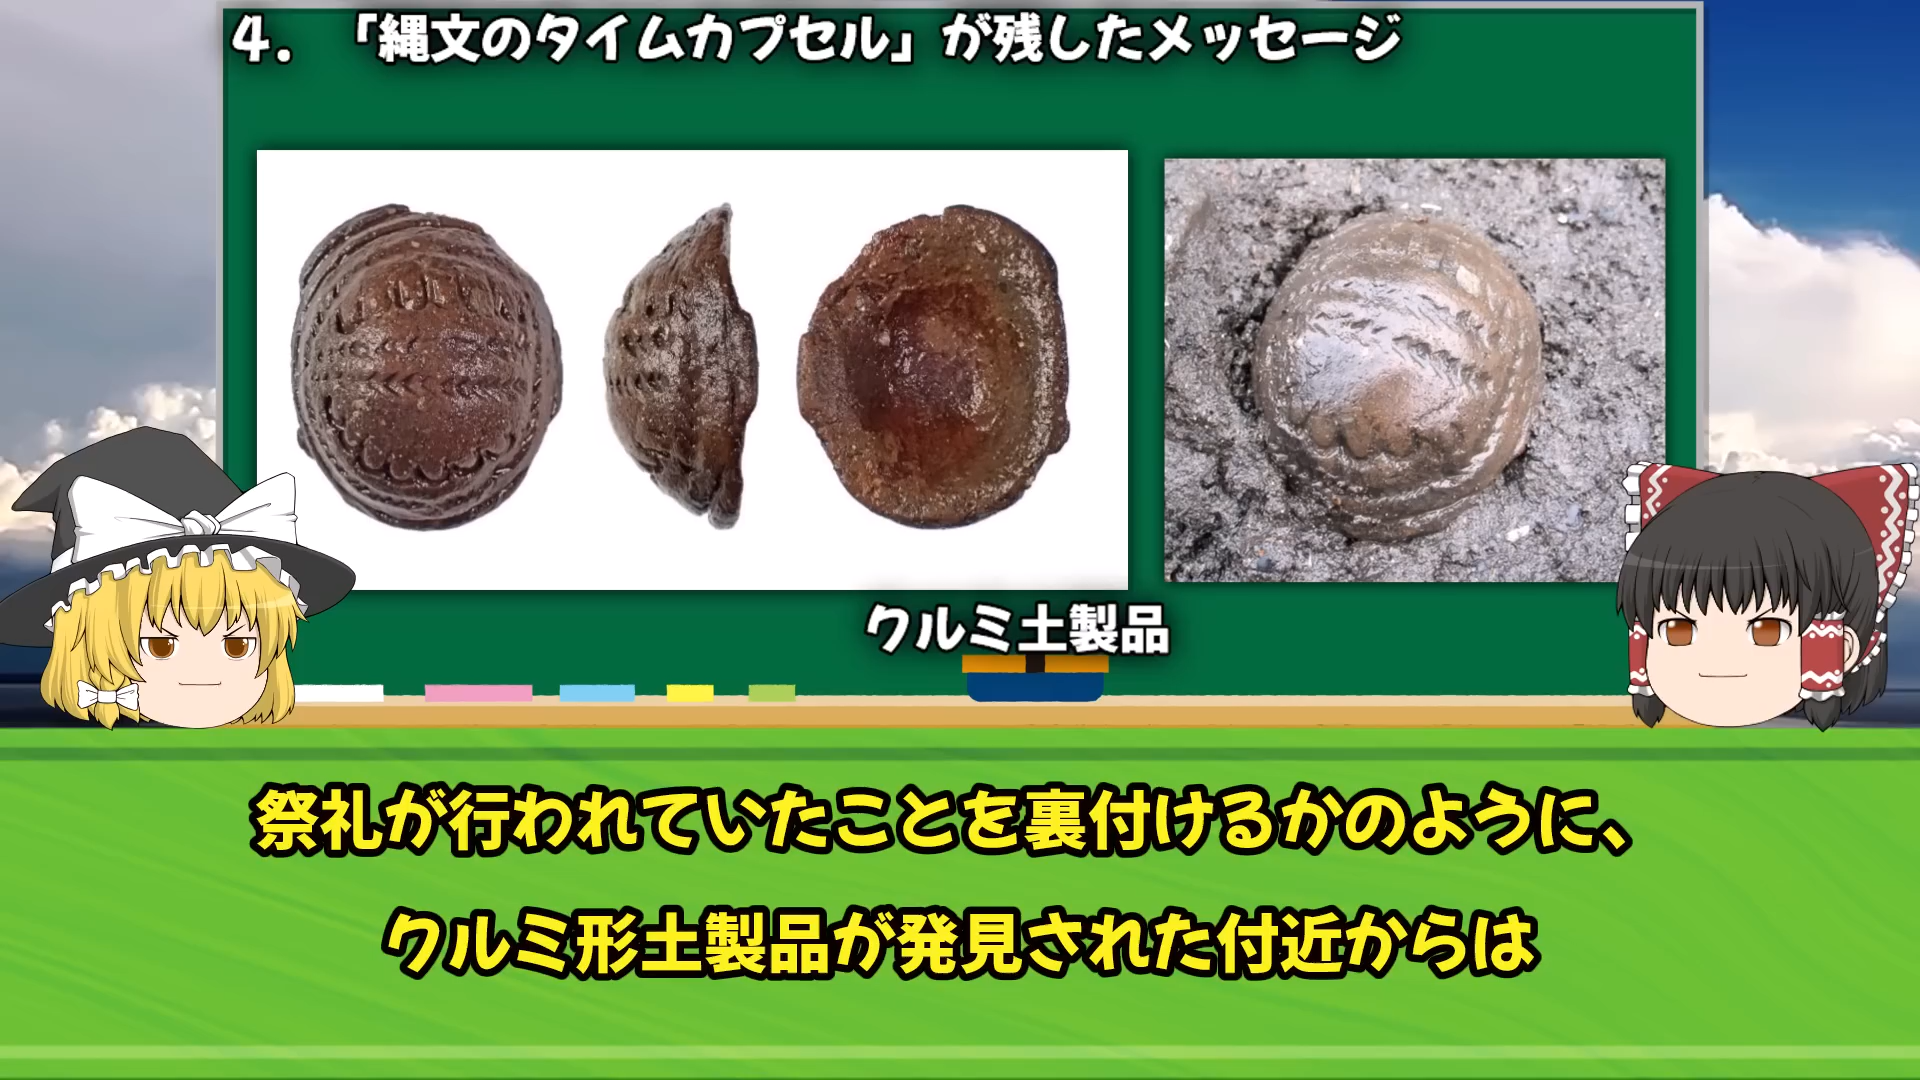 4. 「縄文のタイムカプセル」が残したメッセージ
クルミ土製品
祭礼が行われていたことを裏付けるかのように、
クルミ形土製品が発見された付近からは